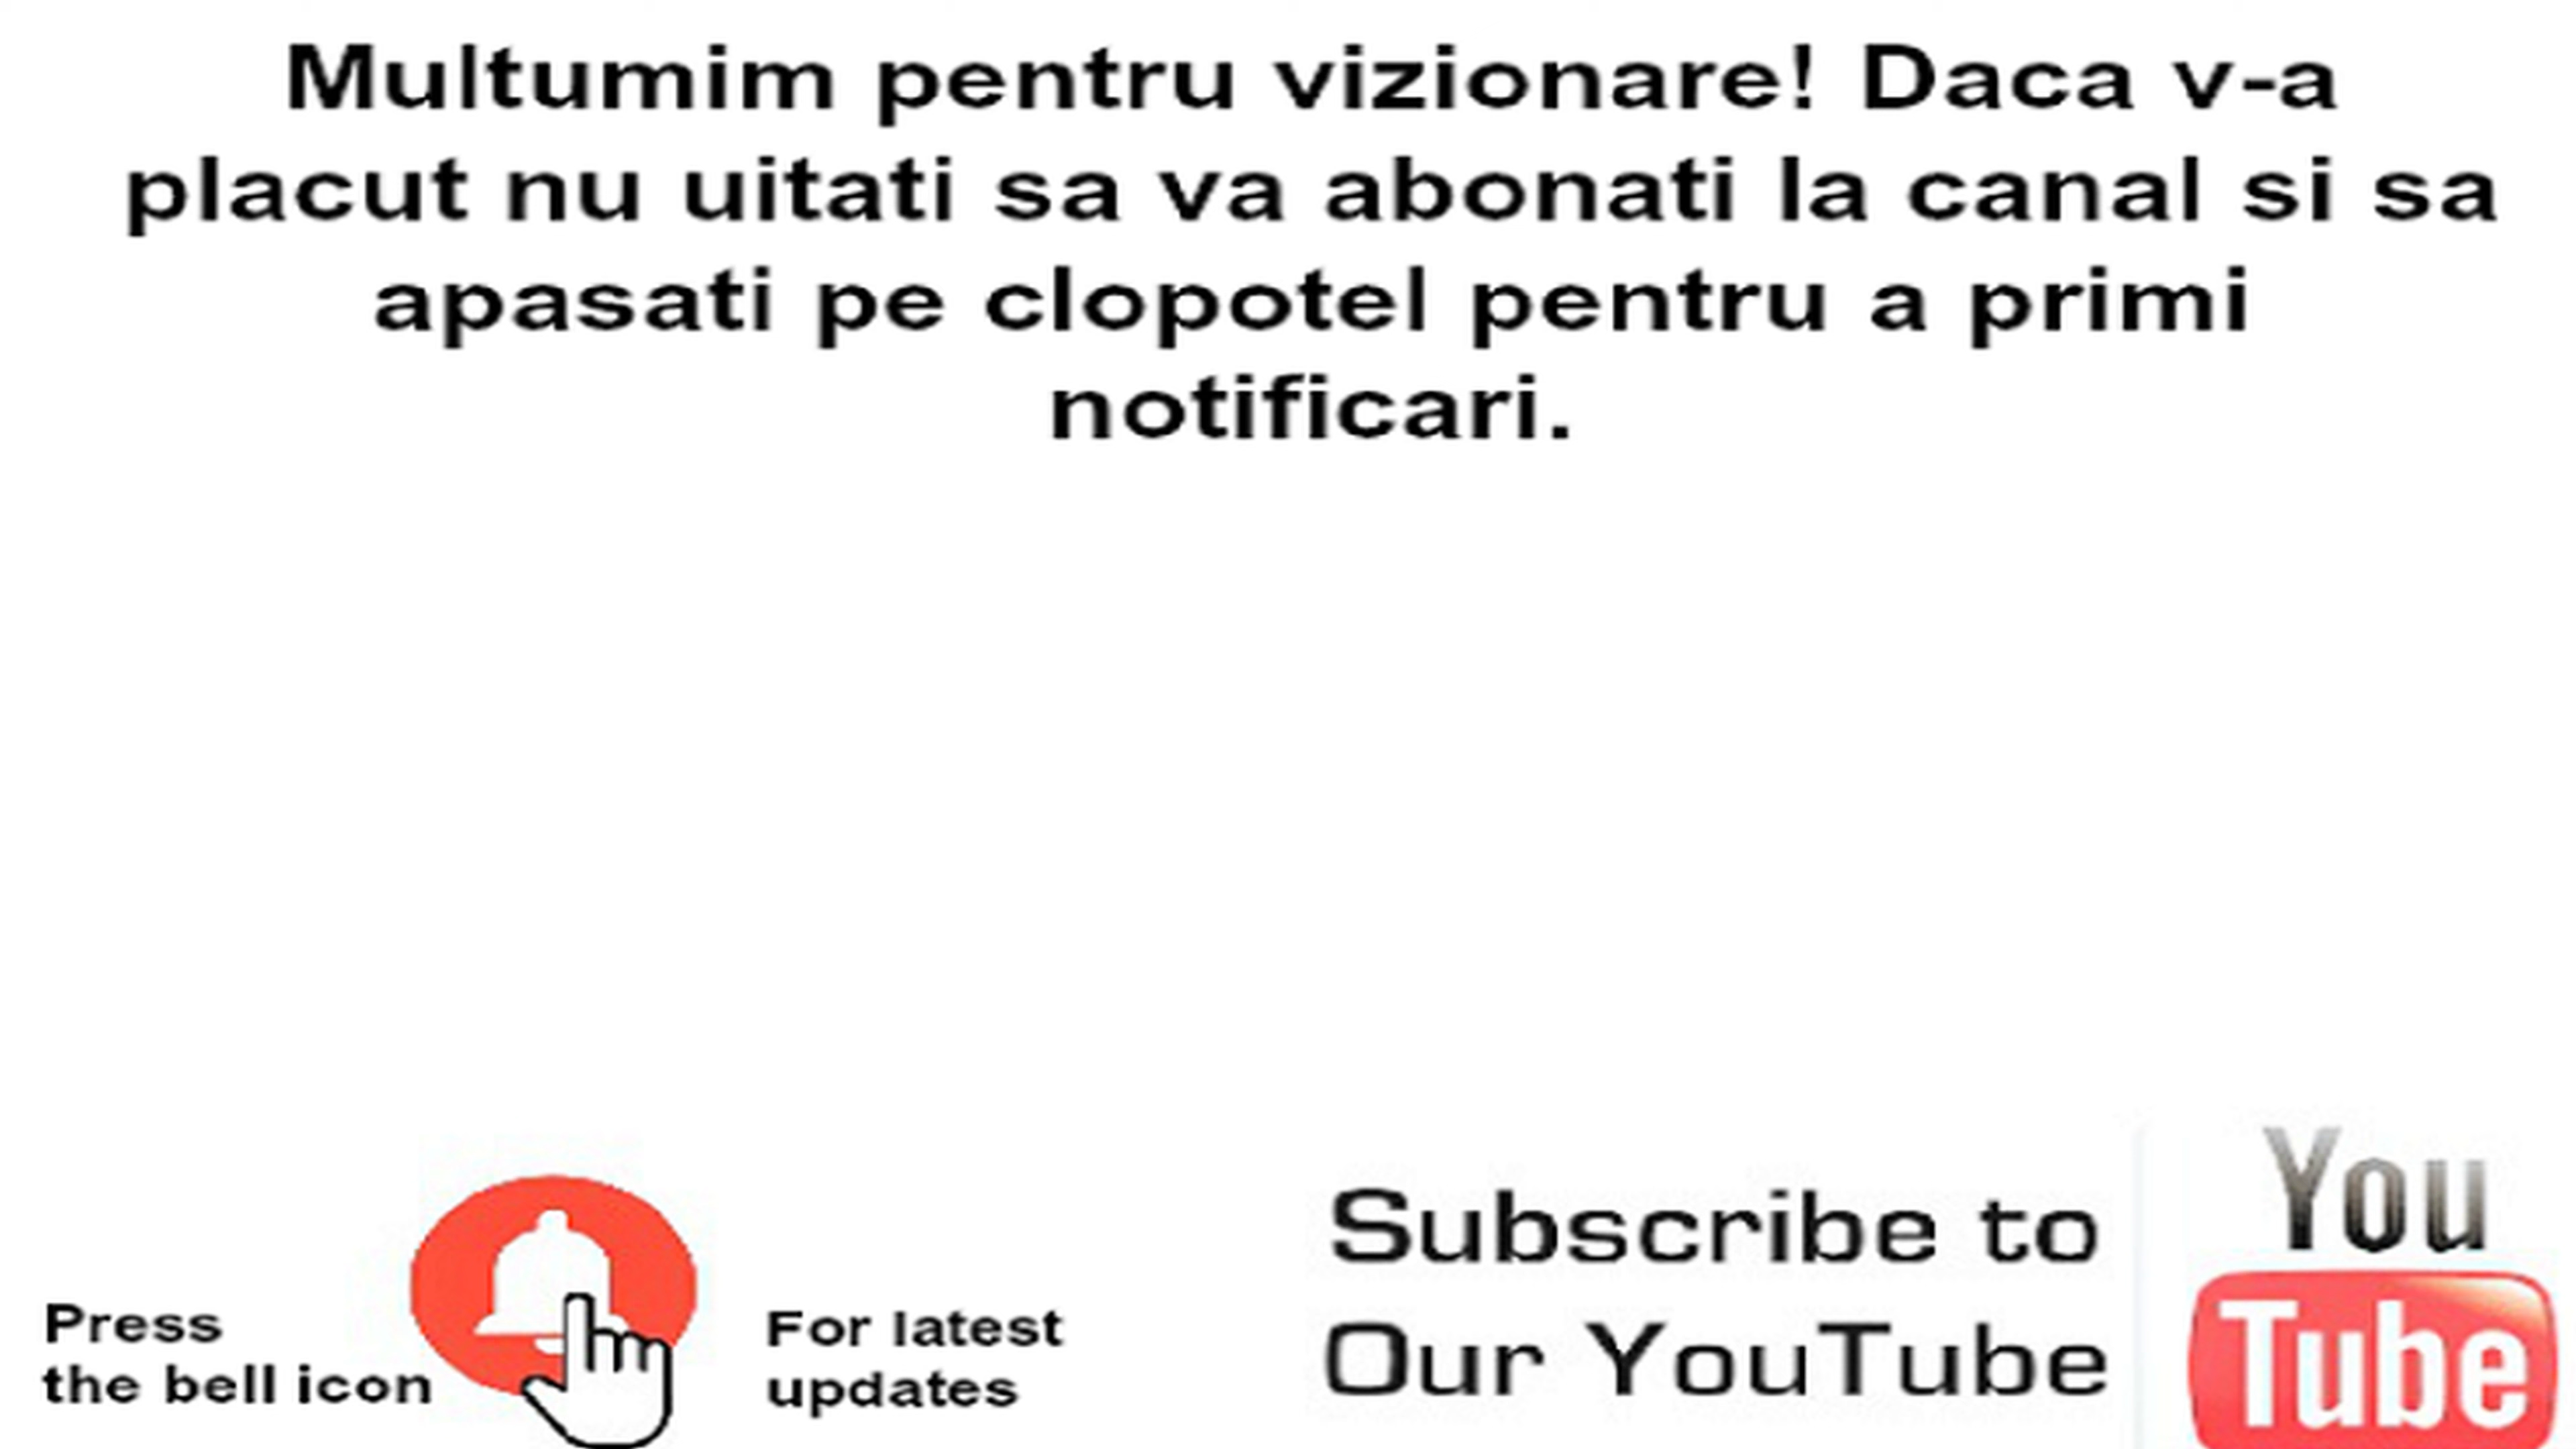 Multumim pentru vizionare! Daca v-a
placut nu uitati sa va abonati la canal si sa
apasati pe clopotel pentru a primi
notificari.
Press
the bell icon
For latest
updates
Subscribe to
Our YouTube
You
Tube